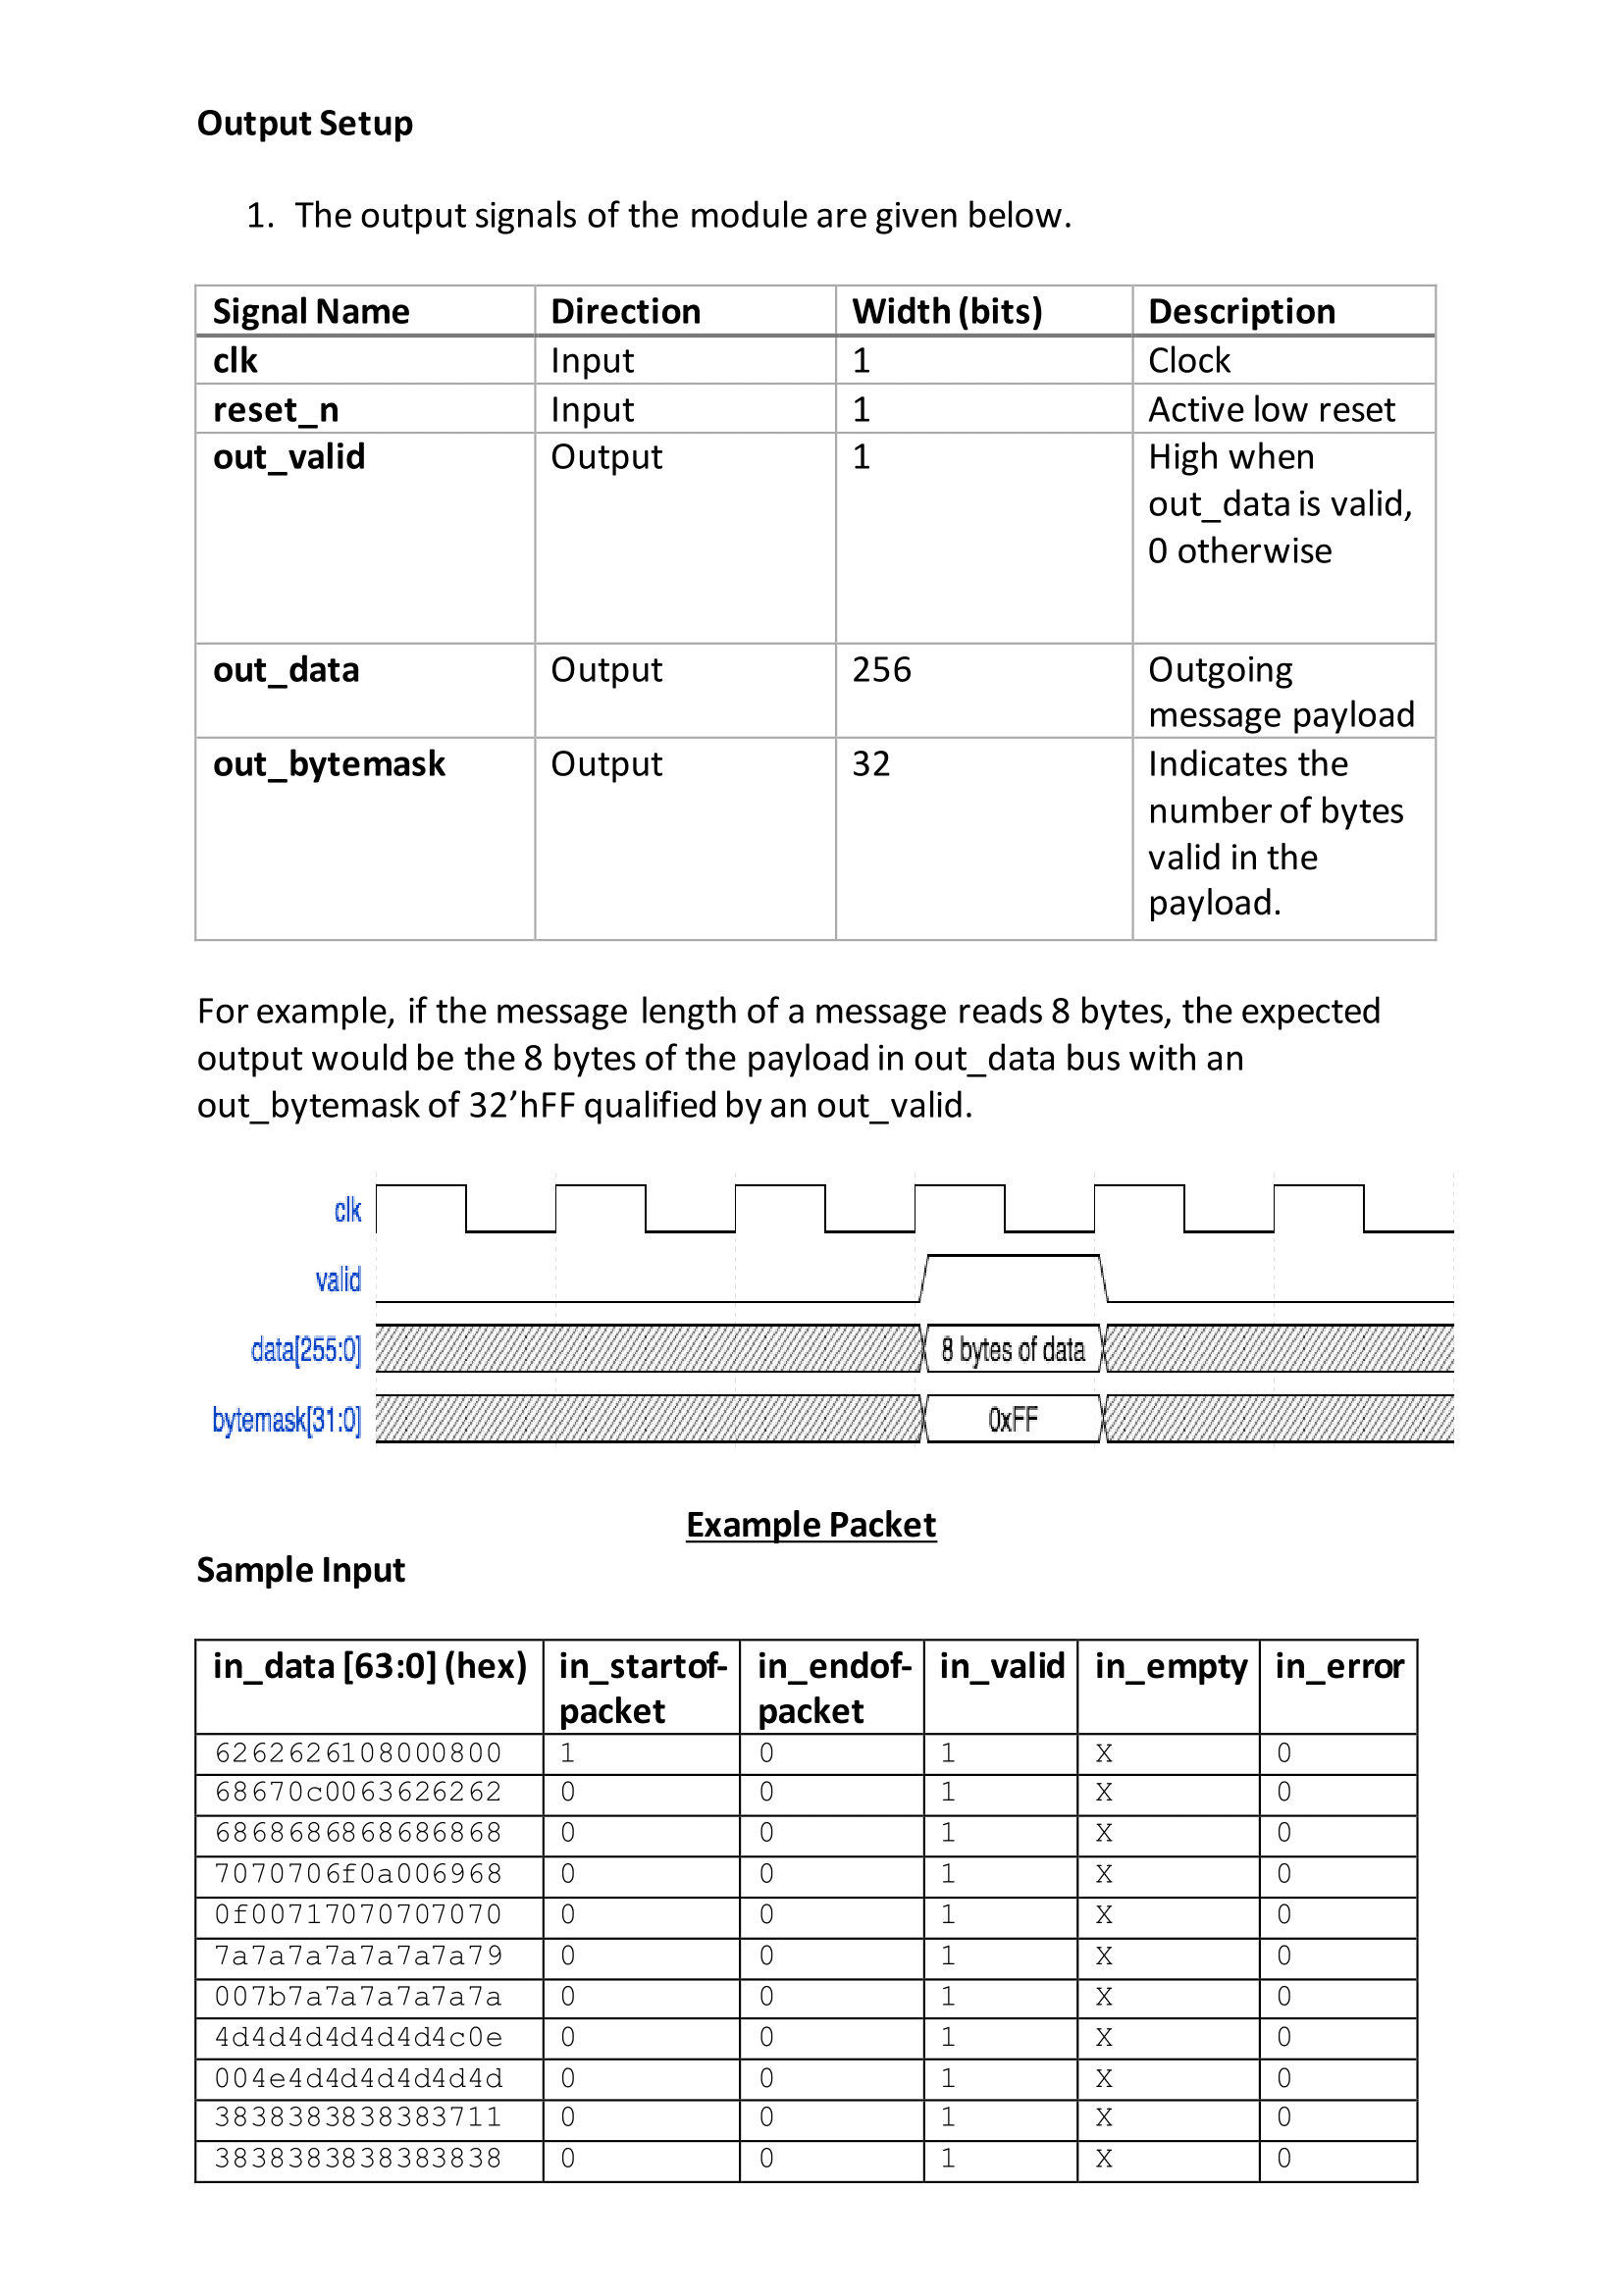 Output Setup
1. The output signals of the module are given below.
Signal Name Direction Width (bits) Description
clk Input 1 Clock
reset_n Input 1 Active low reset
out_valid Output 1 High when
out_data is valid,
0 otherwise
out_data Output 256 Outgoing
message payload
out_bytemask Output 32 Indicates the
number of bytes
valid in the
payload.
For example, if the message length of a message reads 8 bytes, the expected
output would be the 8 bytes of the payload in out_data bus with an
out_bytemask of 32’hFF qualified by an out_valid.
clk
valid
data[255:0] 8 bytes of data
bytemask[31:0] 0xFF
Example Packet
Sample Input
in_data [63:0] (hex) in_startof- in_endof- in_valid in_empty in_error
packet packet
6262626108000800 1 0 1 X 0
68670c0063626262 0 0 1 X 0
6868686868686868 0 0 1 X 0
7070706f0a006968 0 0 1 X 0
0f00717070707070 0 0 1 X 0
7a7a7a7a7a7a7a79 0 0 1 X 0
007b7a7a7a7a7a7a 0 0 1 X 0
4d4d4d4d4d4d4c0e 0 0 1 X 0
004e4d4d4d4d4d4d 0 0 1 X 0
3838383838383711 0 0 1 X 0
3838383838383838 0 0 1 X 0